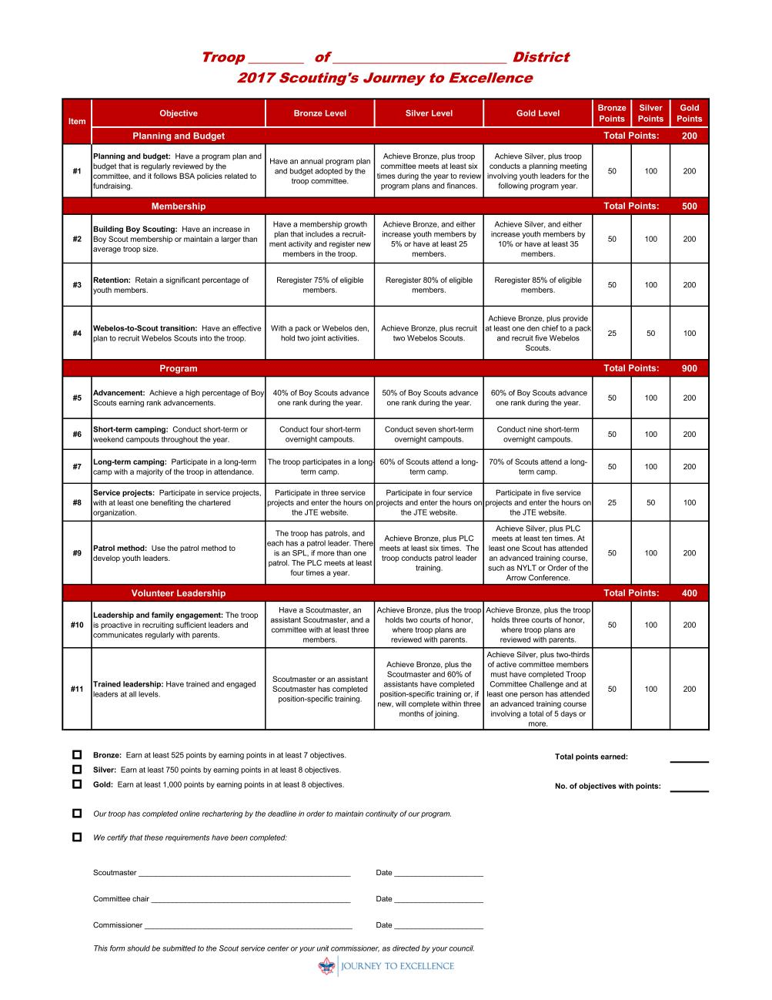 Troop ________ of _________________________ District
2017 Scouting's Journey to Excellence
Item
Objective
Bronze Level
Silver Level
Gold Level
Bronze
Points
Silver
Points
Gold
Points
Planning and Budget Total Points: 200
#1
Planning and budget: Have a program plan and
budget that is regularly reviewed by the
committee, and it follows BSA policies related to
fundraising.
Have an annual program plan
and budget adopted by the
troop committee.
Achieve Bronze, plus troop
committee meets at least six
times during the year to review
program plans and finances.
Achieve Silver, plus troop
conducts a planning meeting
involving youth leaders for the
following program year.
50 100 200
Membership Total Points: 500
#2
Building Boy Scouting: Have an increase in
Boy Scout membership or maintain a larger than
average troop size.
Have a membership growth
plan that includes a recruit-
ment activity and register new
members in the troop.
Achieve Bronze, and either
increase youth members by
5% or have at least 25
members.
Achieve Silver, and either
increase youth members by
10% or have at least 35
members.
50 100 200
#3
Retention: Retain a significant percentage of
youth members.
Reregister 75% of eligible
members.
Reregister 80% of eligible
members.
Reregister 85% of eligible
members.
50 100 200
#4
Webelos-to-Scout transition: Have an effective
plan to recruit Webelos Scouts into the troop.
With a pack or Webelos den,
hold two joint activities.
Achieve Bronze, plus recruit
two Webelos Scouts.
Achieve Bronze, plus provide
at least one den chief to a pack
and recruit five Webelos
Scouts.
25 50 100
Program Total Points: 900
#5
Advancement: Achieve a high percentage of Boy
Scouts earning rank advancements.
40% of Boy Scouts advance
one rank during the year.
50% of Boy Scouts advance
one rank during the year.
60% of Boy Scouts advance
one rank during the year.
50 100 200
#6
Short-term camping: Conduct short-term or
weekend campouts throughout the year.
Conduct four short-term
overnight campouts.
Conduct seven short-term
overnight campouts.
Conduct nine short-term
overnight campouts.
50 100 200
#7
Long-term camping: Participate in a long-term
camp with a majority of the troop in attendance.
The troop participates in a long-
term camp.
60% of Scouts attend a long-
term camp.
70% of Scouts attend a long-
term camp.
50 100 200
#8
Service projects: Participate in service projects,
with at least one benefiting the chartered
organization.
Participate in three service
projects and enter the hours on
the JTE website.
Participate in four service
projects and enter the hours on
the JTE website.
Participate in five service
projects and enter the hours on
the JTE website.
25 50 100
#9
Patrol method: Use the patrol method to
develop youth leaders.
The troop has patrols, and
each has a patrol leader. There
is an SPL, if more than one
patrol. The PLC meets at least
four times a year.
Achieve Bronze, plus PLC
meets at least six times. The
troop conducts patrol leader
training.
Achieve Silver, plus PLC
meets at least ten times. At
least one Scout has attended
an advanced training course,
such as NYLT or Order of the
Arrow Conference.
50 100 200
Volunteer Leadership Total Points: 400
#10
Leadership and family engagement: The troop
is proactive in recruiting sufficient leaders and
communicates regularly with parents.
Have a Scoutmaster, an
assistant Scoutmaster, and a
committee with at least three
members.
Achieve Bronze, plus the troop
holds two courts of honor,
where troop plans are
reviewed with parents.
Achieve Bronze, plus the troop
holds three courts of honor,
where troop plans are
reviewed with parents.
50 100 200
#11
Trained leadership: Have trained and engaged
leaders at all levels.
Scoutmaster or an assistant
Scoutmaster has completed
position-specific training.
Achieve Bronze, plus the
Scoutmaster and 60% of
assistants have completed
position-specific training or, if
new, will complete within three
months of joining.
Achieve Silver, plus two-thirds
of active committee members
must have completed Troop
Committee Challenge and at
least one person has attended
an advanced training course
involving a total of 5 days or
more.
50 100 200
Bronze: Earn at least 525 points by earning points in at least 7 objectives.
Total points earned:
Silver: Earn at least 750 points by earning points in at least 8 objectives.
Gold: Earn at least 1,000 points by earning points in at least 8 objectives.
No. of objectives with points:
Our troop has completed online rechartering by the deadline in order to maintain continuity of our program.
We certify that these requirements have been completed:
Scoutmaster ____________________ Date ____________________
Committee chair ____________________ Date ____________________
Commissioner ____________________ Date ____________________
This form should be submitted to the Scout service center or your unit commissioner, as directed by your council.
JOURNEY TO EXCELLENCE